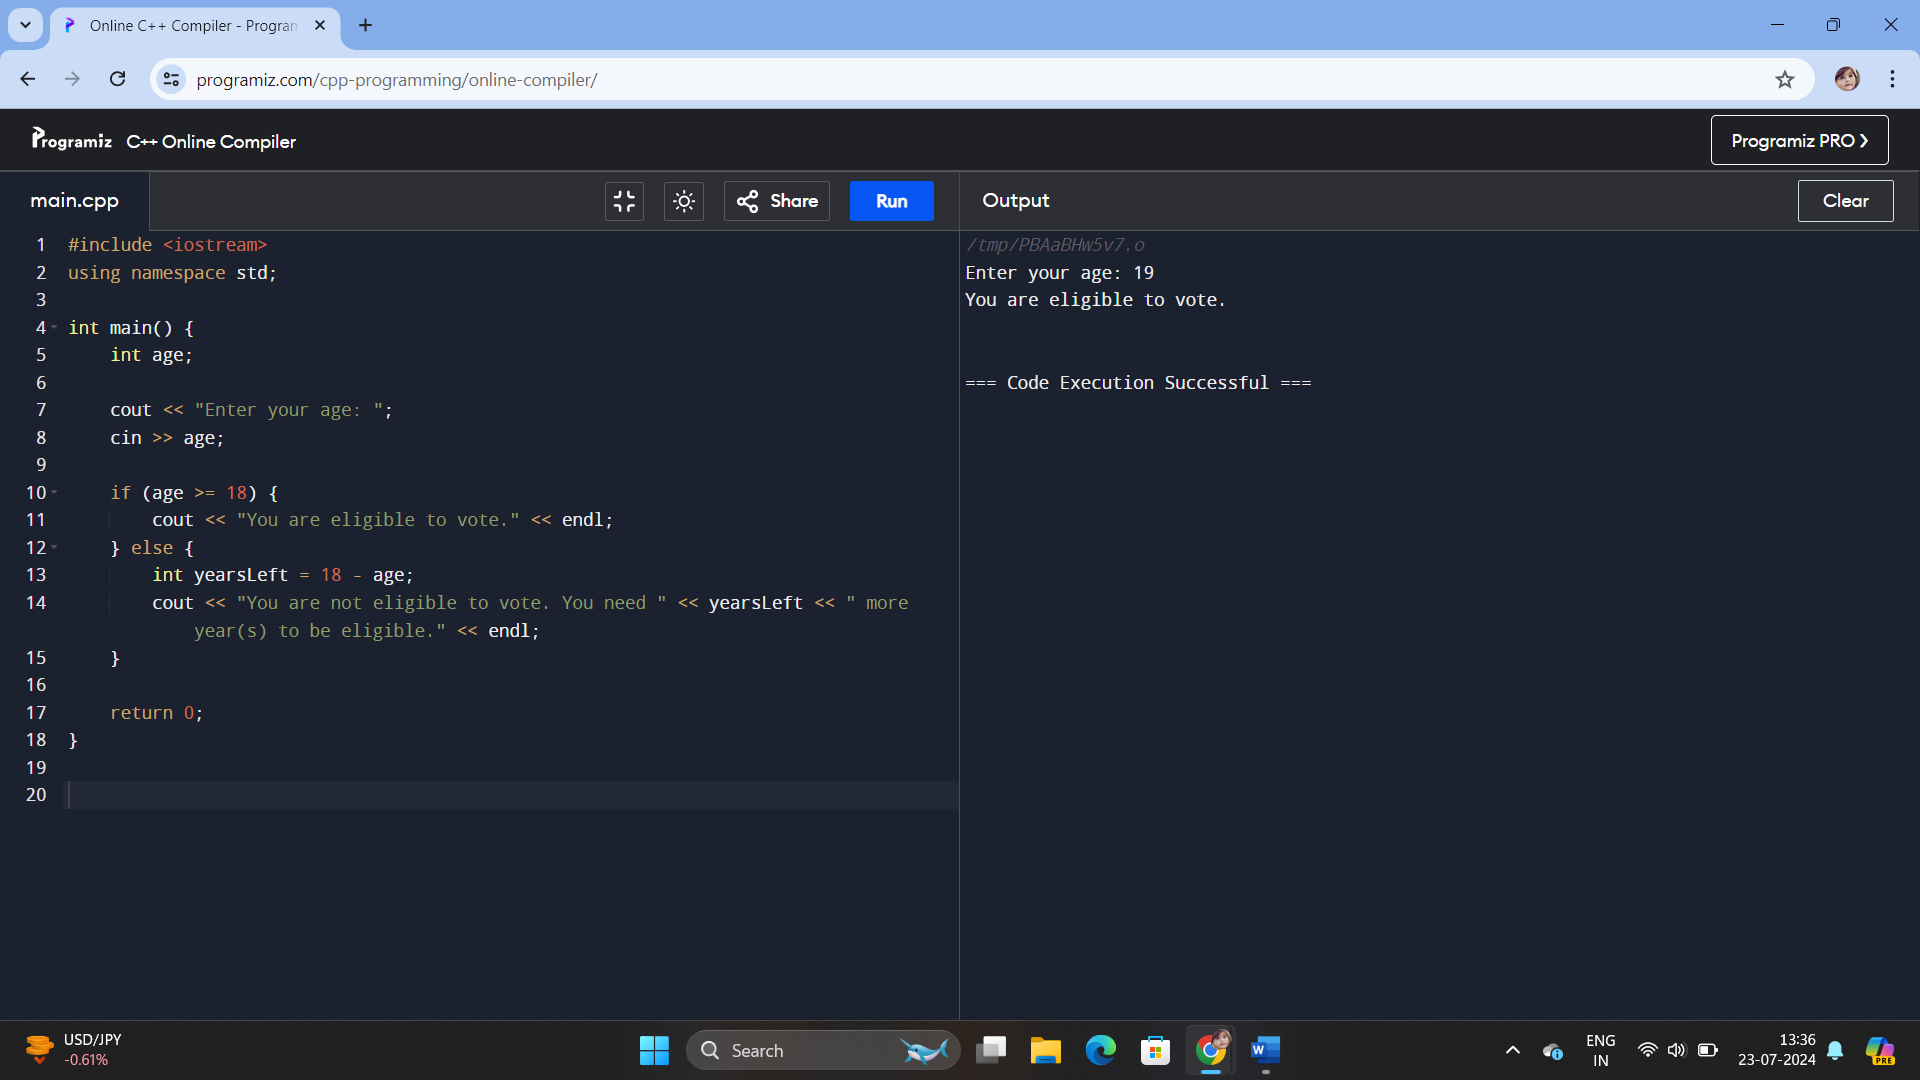 Online C++ Compiler - Program
programiz.com/cpp-programming/online-compiler/
Programiz C++ Online Compiler
Programiz PRO ❯
main.cpp
Share
Run
Output
Clear
1 #include <iostream>
2 using namespace std;
3
4 int main() {
5     int age;
6
7     cout << "Enter your age: ";
8     cin >> age;
9
10     if (age >= 18) {
11         cout << "You are eligible to vote." << endl;
12     } else {
13         int yearsLeft = 18 - age;
14         cout << "You are not eligible to vote. You need " << yearsLeft << " more
            year(s) to be eligible." << endl;
15     }
16
17     return 0;
18 }
19
20
/tmp/PBAaBHw5v7.o
Enter your age: 19
You are eligible to vote.
=== Code Execution Successful ===
USD/JPY
-0.61%
Search
W
ENG
IN
13:36
23-07-2024
PRE